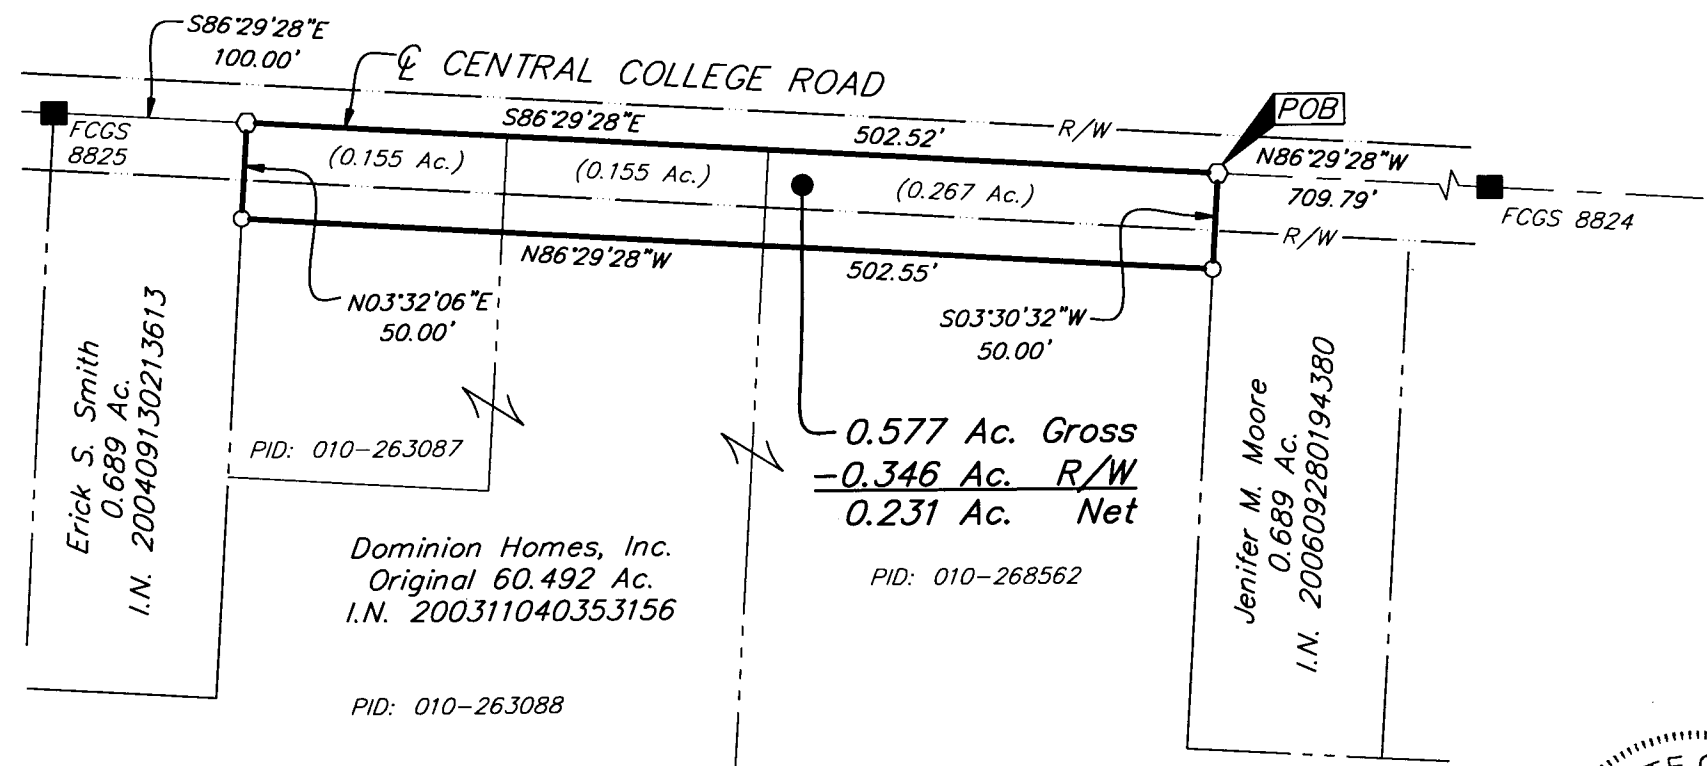 S86°29'28"E
100.00'
℄ CENTRAL COLLEGE ROAD
POB
FCGS
8825
S86°29'28"E
502.52'
R/W
N86°29'28"W
709.79'
FCGS 8824
(0.155 Ac.)
(0.155 Ac.)
(0.267 Ac.)
R/W
N86°29'28"W
502.55'
N03°32'06"E
50.00'
S03°30'32"W
50.00'
Erick S. Smith
0.689 Ac.
I.N. 200409130213613
PID: 010-263087
0.577 Ac. Gross
-0.346 Ac. R/W
0.231 Ac. Net
Jenifer M. Moore
0.689 Ac.
I.N. 200609280194380
Dominion Homes, Inc.
Original 60.492 Ac.
I.N. 200311040353156
PID: 010-268562
PID: 010-263088